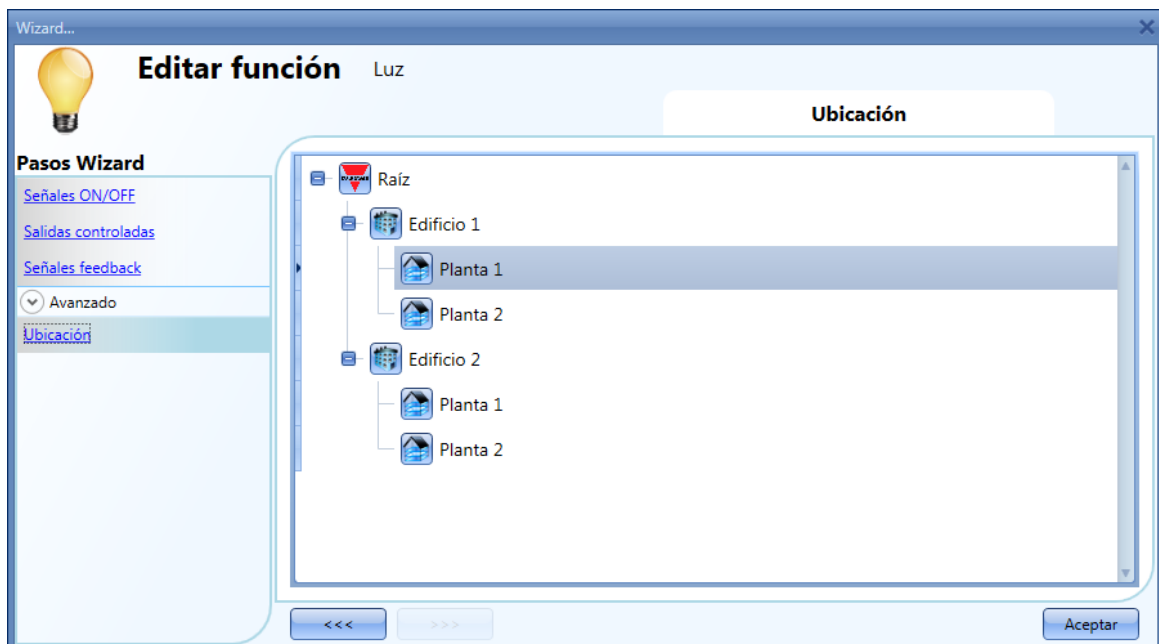 Wizard...
Editar función Luz
Ubicación
Pasos Wizard
Señales ON/OFF
Salidas controladas
Señales feedback
Avanzado
Ubicación
Raíz
Edificio 1
Planta 1
Planta 2
Edificio 2
Planta 1
Planta 2
<<< >>> Aceptar